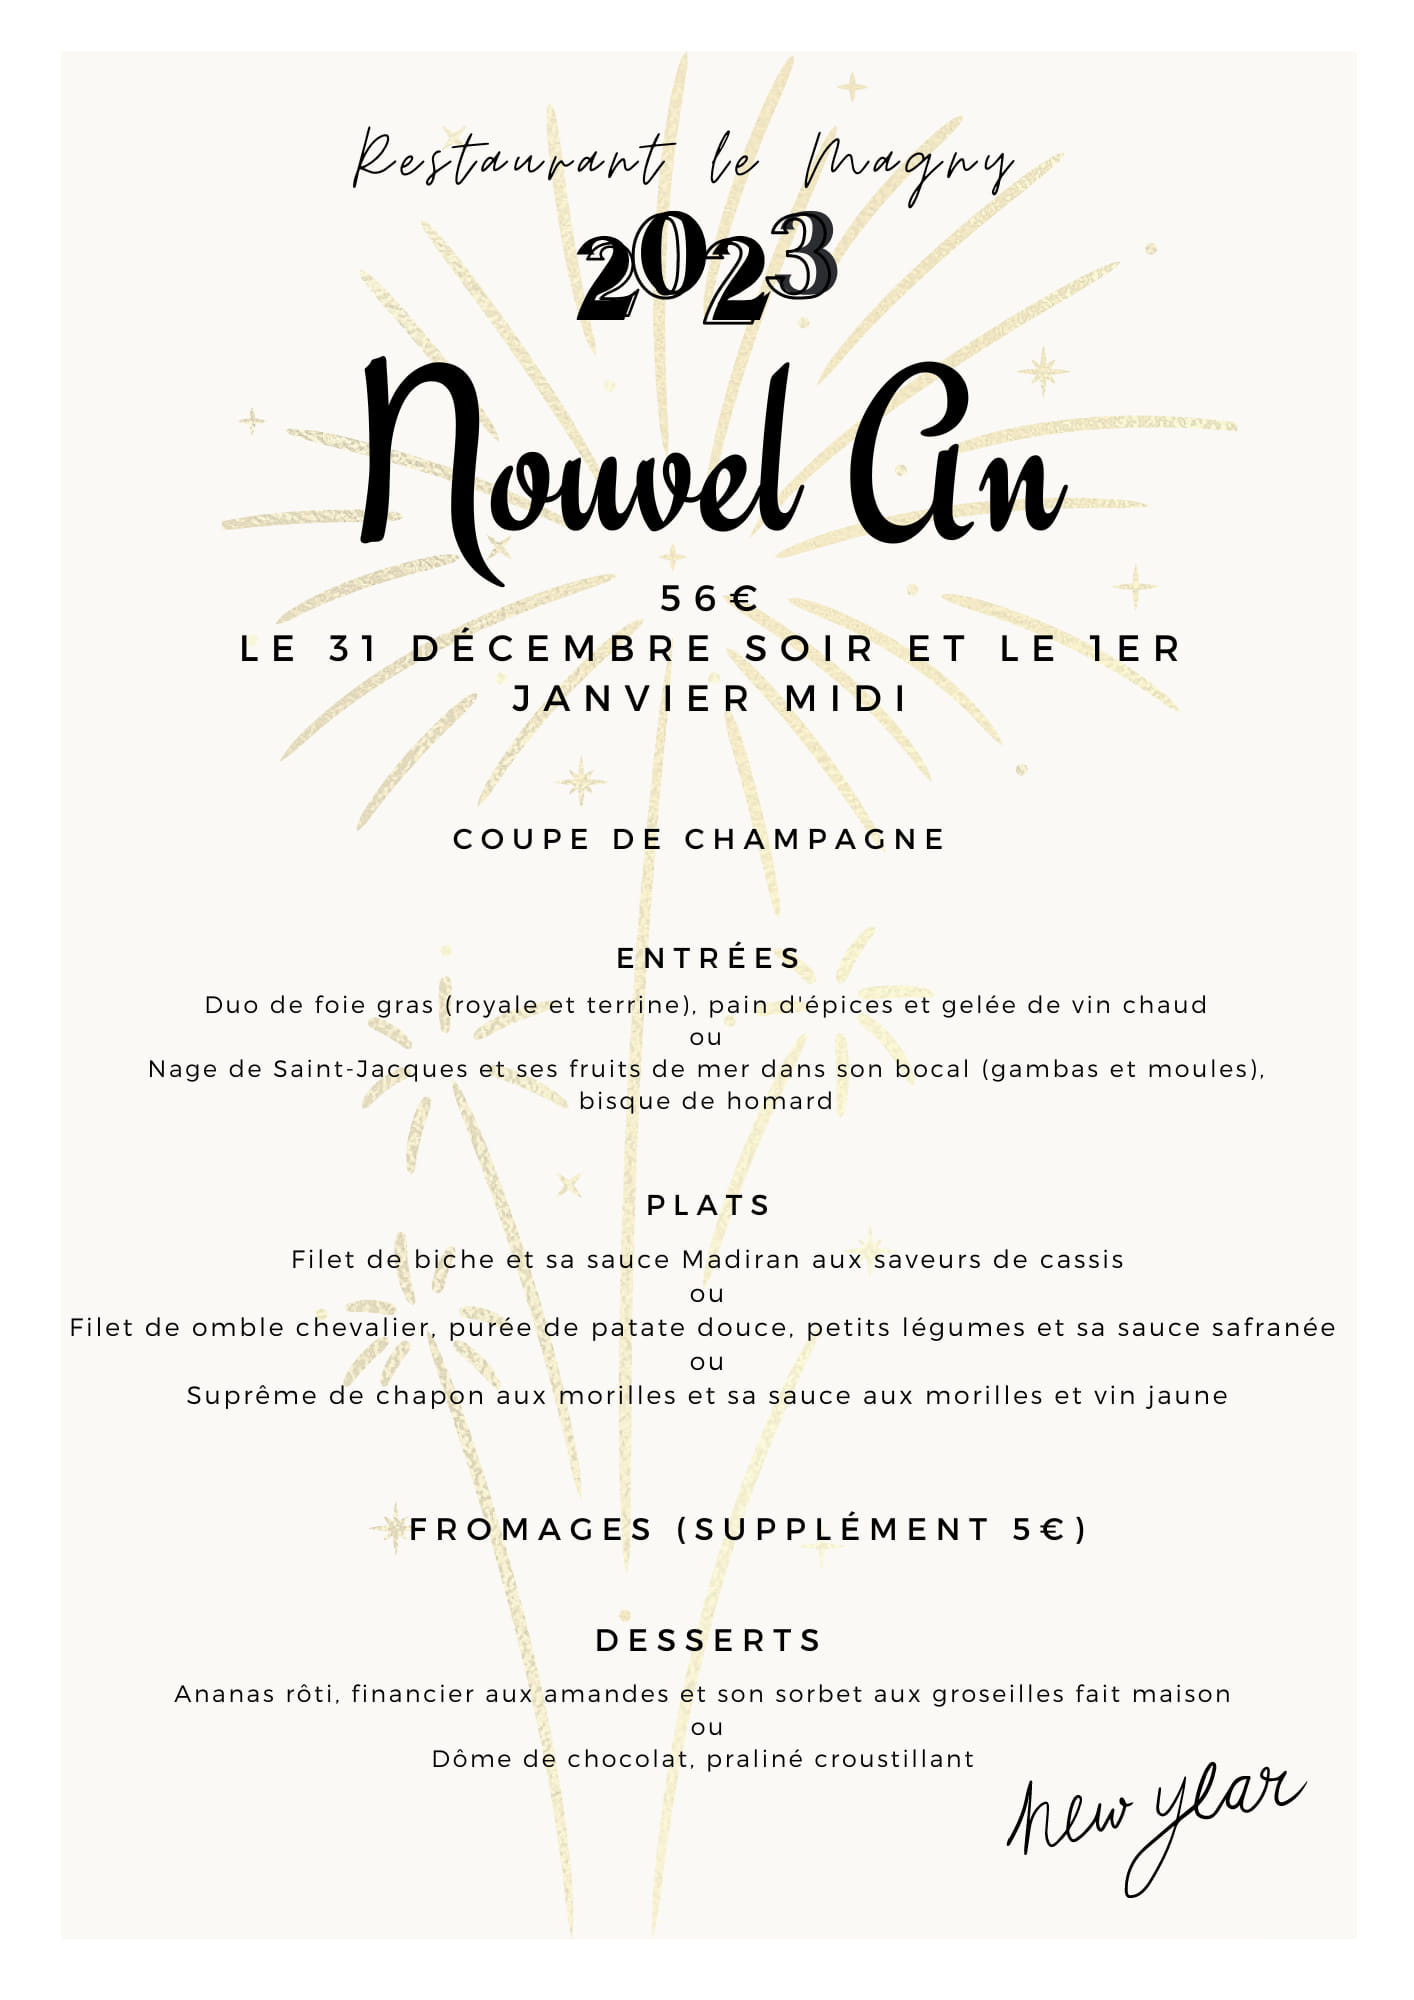 Restaurant le Magny
2023
Nouvel An
56€
LE 31 DÉCEMBRE SOIR ET LE 1ER
JANVIER MIDI
COUPE DE CHAMPAGNE
ENTRÉES
Duo de foie gras (royale et terrine), pain d'épices et gelée de vin chaud
ou
Nage de Saint-Jacques et ses fruits de mer dans son bocal (gambas et moules),
bisque de homard
PLATS
Filet de biche et sa sauce Madiran aux saveurs de cassis
ou
Filet de omble chevalier, purée de patate douce, petits légumes et sa sauce safranée
ou
Suprême de chapon aux morilles et sa sauce aux morilles et vin jaune
FROMAGES (SUPPLÉMENT 5€)
DESSERTS
Ananas rôti, financier aux amandes et son sorbet aux groseilles fait maison
ou
Dôme de chocolat, praliné croustillant
new year